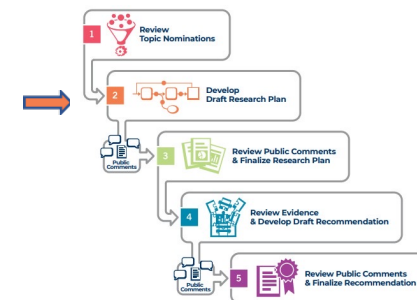 1
Review
Topic Nominations
2
Develop
Draft Research Plan
Public
Comments
3
Review Public Comments
& Finalize Research Plan
4
Review Evidence
& Develop Draft Recommendation
Public
Comments
5
Review Public Comments
& Finalize Recommendation